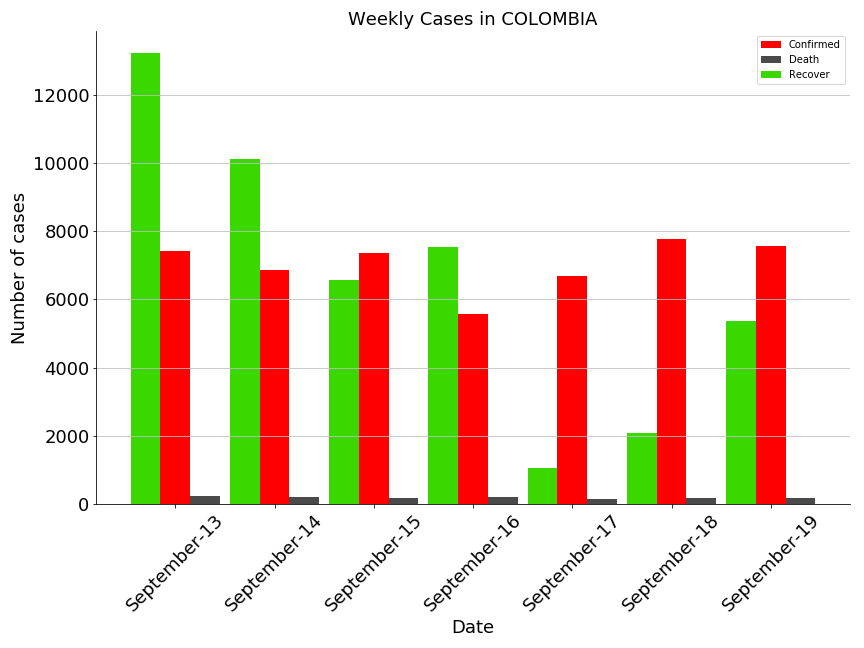 Weekly Cases in COLOMBIA
Confirmed
Death
Recover
Number of cases
12000
10000
8000
6000
4000
2000
0
September-13
September-14
September-15
September-16
September-17
September-18
September-19
Date